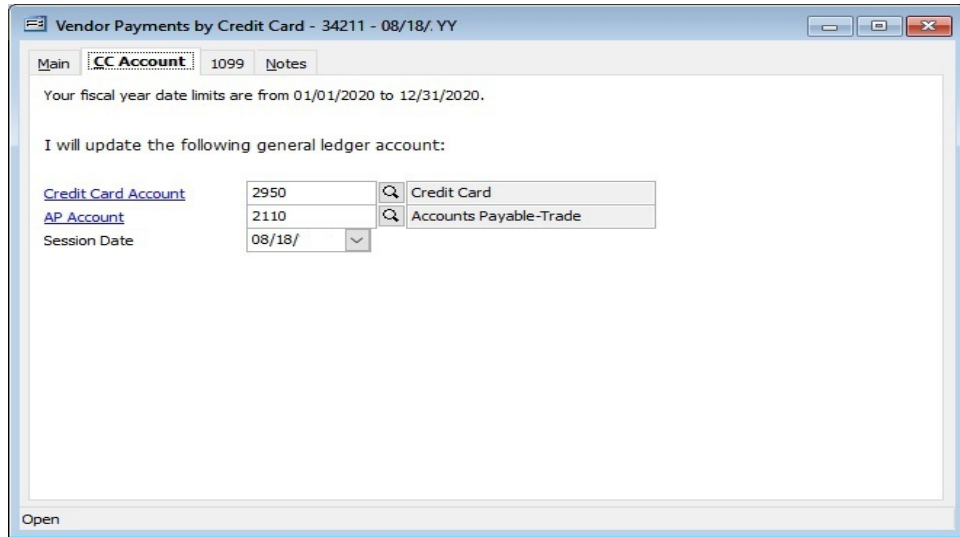 Vendor Payments by Credit Card - 34211 - 08/18/. YY
Main CC Account 1099 Notes
Your fiscal year date limits are from 01/01/2020 to 12/31/2020.
I will update the following general ledger account:
Credit Card Account 2950 Credit Card
AP Account 2110 Accounts Payable-Trade
Session Date 08/18/
Open